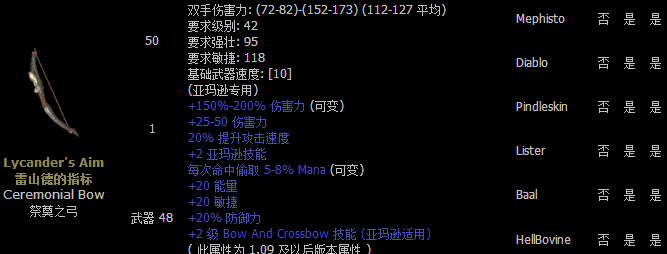 Lycander's Aim
雷山德的指标
Ceremonial Bow
祭奠之弓
50
1
武器 48
双手伤害力: (72-82)-(152-173) (112-127 平均)
要求级别: 42
要求强壮: 95
要求敏捷: 118
基础武器速度: [10]
(亚玛逊专用)
+150%-200% 伤害力 (可变)
+25-50 伤害力
20% 提升攻击速度
+2 亚玛逊技能
每次命中偷取 5-8% Mana (可变)
+20 能量
+20 敏捷
+20% 防御力
+2 级 Bow And Crossbow 技能 (亚玛逊适用)
( 此属性为 1.09 及以后版本属性 )
Mephisto 否 是 是
Diablo 否 是 是
Pindleskin 否 是 是
Lister 否 是 是
Baal 否 是 是
HellBovine 否 是 是